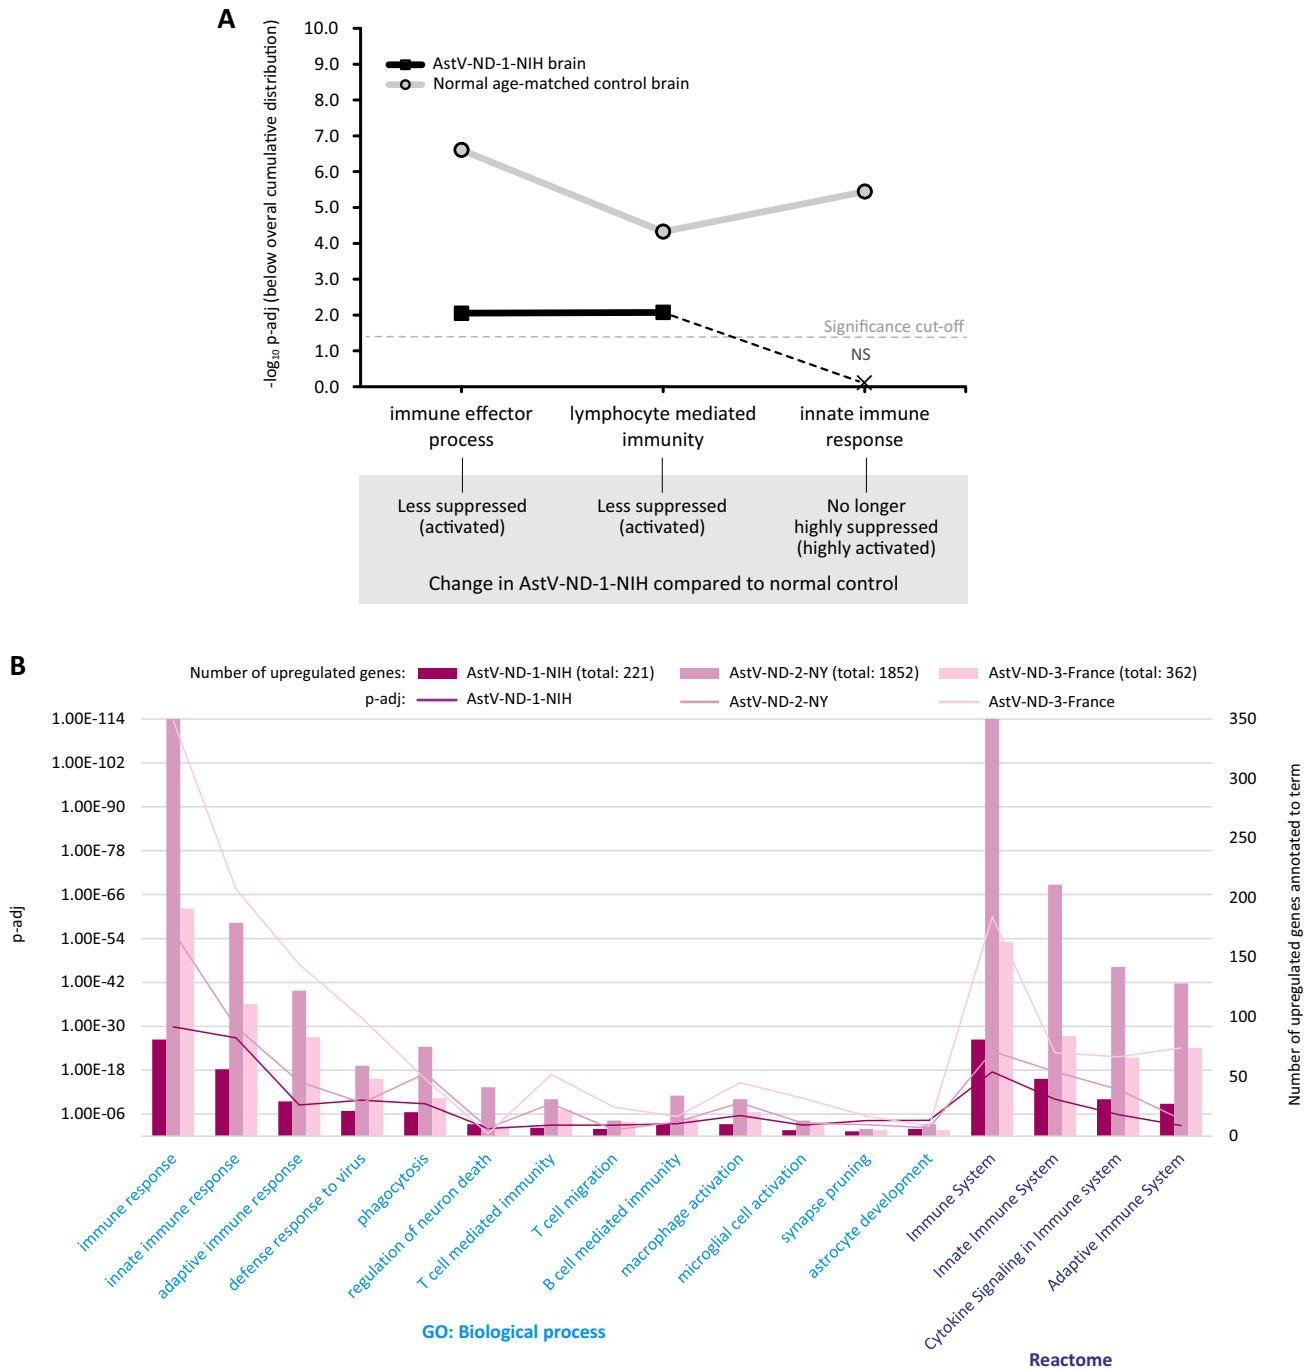 A
-log10 p-adj (below overal cumulative distribution)
10.0
9.0
8.0
7.0
6.0
5.0
4.0
3.0
2.0
1.0
0.0
AstV-ND-1-NIH brain
Normal age-matched control brain
Significance cut-off
NS
immune effector
process
lymphocyte mediated
immunity
innate immune
response
Less suppressed
(activated)
Less suppressed
(activated)
No longer
highly suppressed
(highly activated)
Change in AstV-ND-1-NIH compared to normal control
B
Number of upregulated genes:
AstV-ND-1-NIH (total: 221)
AstV-ND-2-NY (total: 1852)
AstV-ND-3-France (total: 362)
p-adj:
AstV-ND-1-NIH
AstV-ND-2-NY
AstV-ND-3-France
p-adj
1.00E-114
1.00E-102
1.00E-90
1.00E-78
1.00E-66
1.00E-54
1.00E-42
1.00E-30
1.00E-18
1.00E-06
350
300
250
200
150
100
50
0
Number of upregulated genes annotated to term
immune response
innate immune response
adaptive immune response
defense response to virus
phagocytosis
regulation of neuron death
T cell mediated immunity
T cell migration
B cell mediated immunity
macrophage activation
microglial cell activation
synapse pruning
astrocyte development
Immune System
Innate Immune System
Cytokine Signaling in Immune system
Adaptive Immune System
GO: Biological process
Reactome